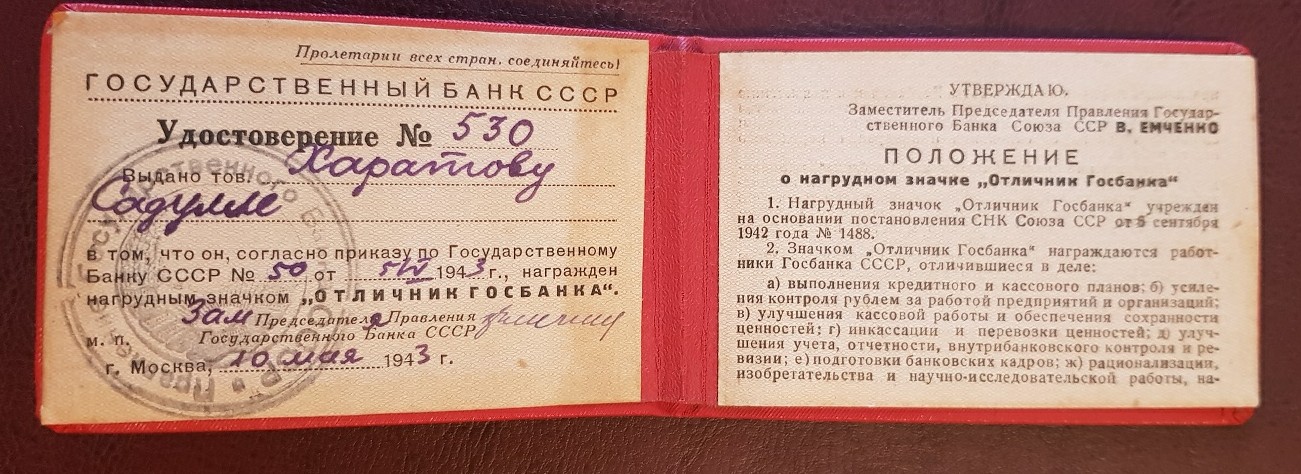 Пролетарии всех стран, соединяйтесь!
ГОСУДАРСТВЕННЫЙ БАНК СССР
Удостоверение № 530
Выдано тов. Харатову
Садулле
в том, что он, согласно приказу по Государственному
Банку СССР № 50 от 5/IV 1943 г., награжден
нагрудным значком „ОТЛИЧНИК ГОСБАНКА“.
Зам Председателя Правления
м. п. Государственного Банка СССР
г. Москва, 10 мая 1943 г.
УТВЕРЖДАЮ.
Заместитель Председателя Правления Государ-
ственного Банка Союза ССР В. ЕМЧЕНКО
ПОЛОЖЕНИЕ
о нагрудном значке „Отличник Госбанка“
1. Нагрудный значок „Отличник Госбанка“ учрежден
на основании постановления СНК Союза ССР от 5 сентября
1942 года № 1488.
2. Значком „Отличник Госбанка“ награждаются работ-
ники Госбанка СССР, отличившиеся в деле:
а) выполнения кредитного и кассового планов; б) усиле-
ния контроля рублем за работой предприятий и организаций;
в) улучшения кассовой работы и обеспечения сохранности
ценностей; г) инкассации и перевозки ценностей; д) улуч-
шения учета, отчетности, внутрибанковского контроля и ре-
визии; е) подготовки банковских кадров; ж) рационализации,
изобретательства и научно-исследовательской работы, на-